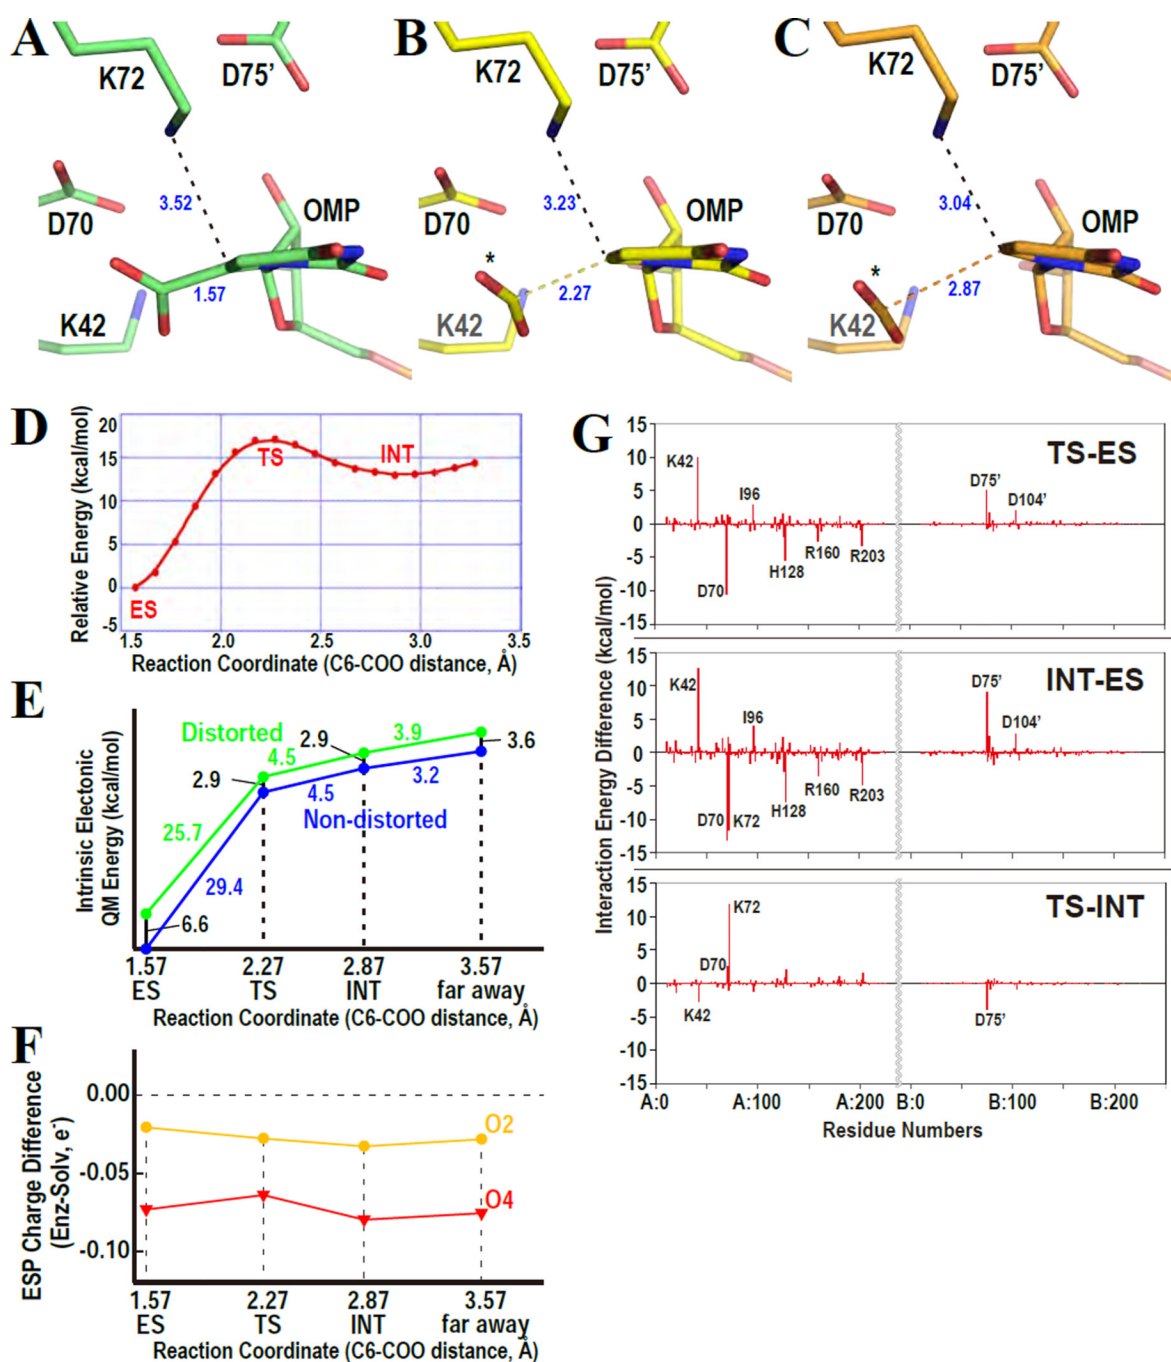 A
K72
D75'
D70
3.52
OMP
1.57
K42
B
K72
D75'
D70
3.23
OMP
*
2.27
K42
C
K72
D75'
D70
3.04
OMP
*
2.87
K42
D
Relative Energy (kcal/mol)
20
15
10
5
0
-5
ES
TS
INT
1.5 2.0 2.5 3.0 3.5
Reaction Coordinate (C6-COO distance, Å)
E
Intrinsic Electonic
QM Energy (kcal/mol)
Distorted
4.5
2.9
3.9
2.9
3.6
25.7
4.5
3.2
Non-distorted
29.4
6.6
1.57 2.27 2.87 3.57
ES TS INT far away
Reaction Coordinate (C6-COO distance, Å)
F
ESP Charge Difference
(Enz-Solv, e-)
0.00
-0.05
-0.10
O2
O4
1.57 2.27 2.87 3.57
ES TS INT far away
Reaction Coordinate (C6-COO distance, Å)
G
Interaction Energy Difference (kcal/mol)
15
10
5
0
-5
-10
-15
TS-ES
K42
I96
D75'
D104'
D70
H128
R160
R203
15
10
5
0
-5
-10
-15
INT-ES
K42
I96
D75'
D104'
D70
K72
H128
R160
R203
15
10
5
0
-5
-10
-15
TS-INT
K72
D70
K42
D75'
A:0 A:100 A:200 B:0 B:100 B:200
Residue Numbers